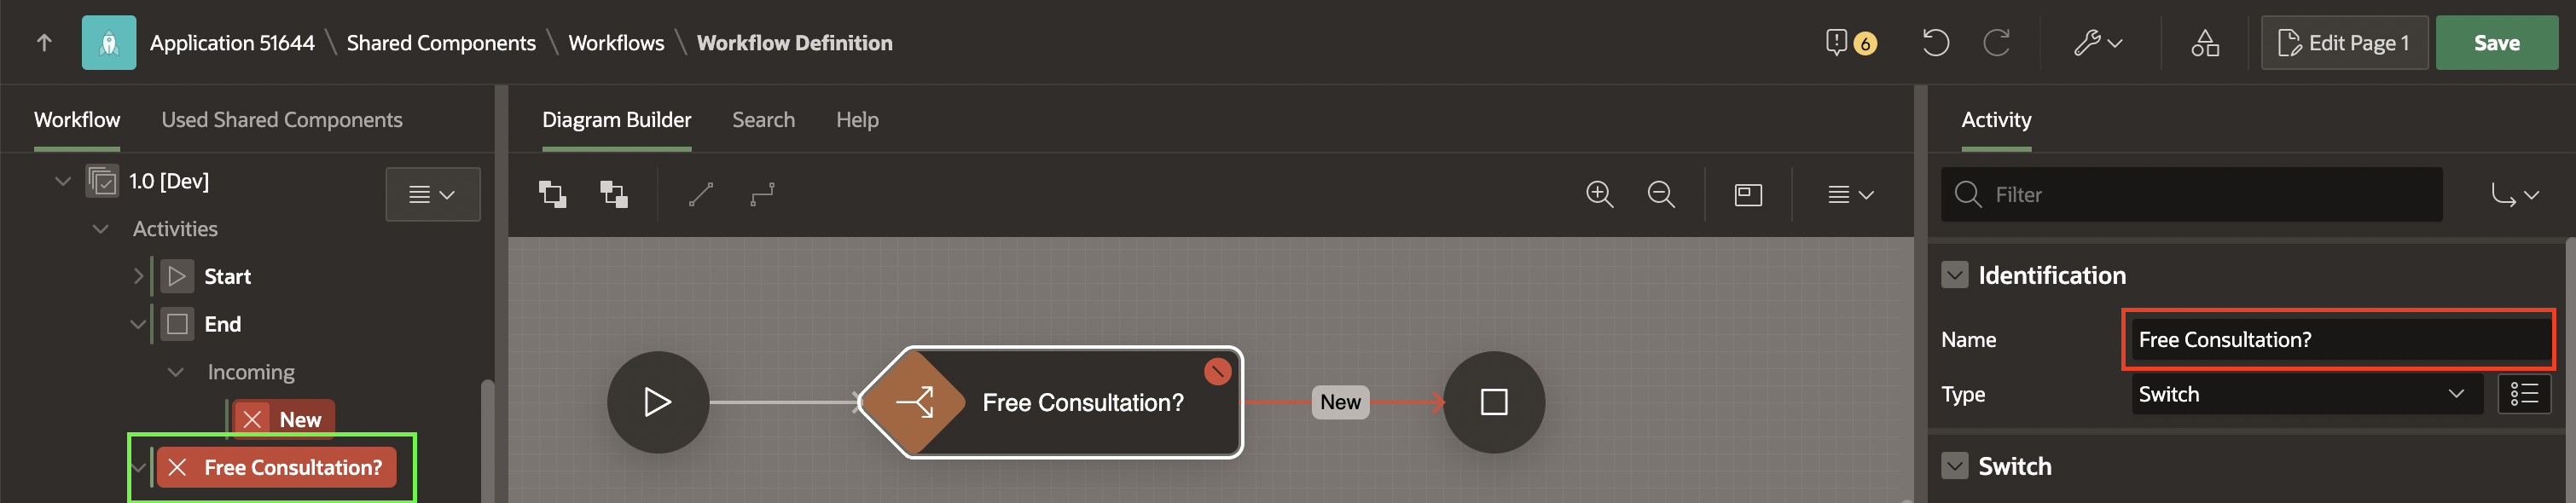 Application 51644 \ Shared Components \ Workflows \ Workflow Definition
6
Edit Page 1
Save
Workflow
Used Shared Components
1.0 [Dev]
Activities
Start
End
Incoming
New
Free Consultation?
Diagram Builder
Search
Help
Free Consultation?
New
Activity
Filter
Identification
Name
Free Consultation?
Type
Switch
Switch